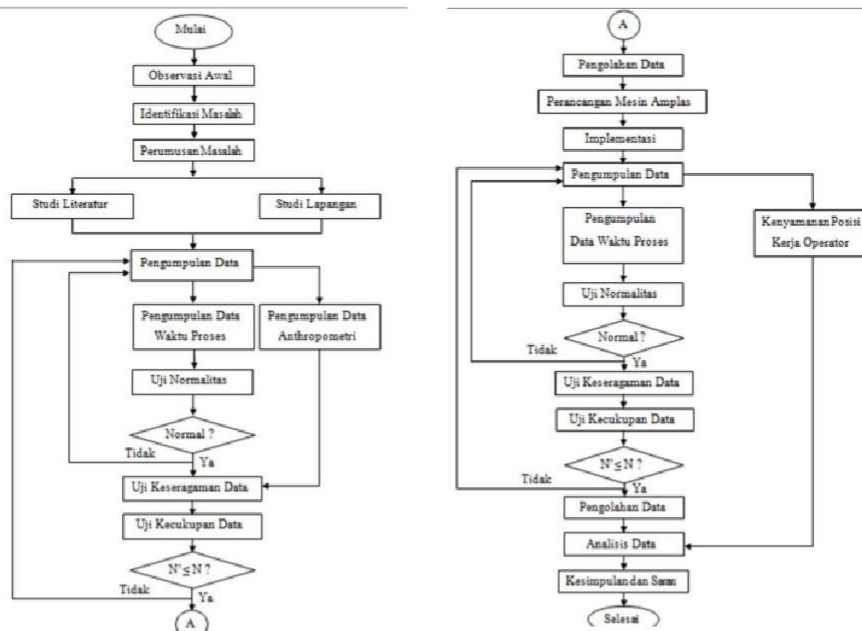 Mulai
Observasi Awal
Identifikasi Masalah
Perumusan Masalah
Studi Literatur
Studi Lapangan
Pengumpulan Data
Pengumpulan Data
Waktu Proses
Pengumpulan Data
Anthropometri
Uji Normalitas
Normal ?
Tidak
Ya
Uji Keseragaman Data
Uji Kecukupan Data
N' ≤ N ?
Tidak
Ya
A
A
Pengolahan Data
Perancangan Mesin Amplas
Implementasi
Pengumpulan Data
Pengumpulan
Data Waktu Proses
Kenyamanan Posisi
Kerja Operator
Uji Normalitas
Normal ?
Tidak
Ya
Uji Keseragaman Data
Uji Kecukupan Data
N' ≤ N ?
Tidak
Ya
Pengolahan Data
Analisis Data
Kesimpulan dan Saran
Selesai